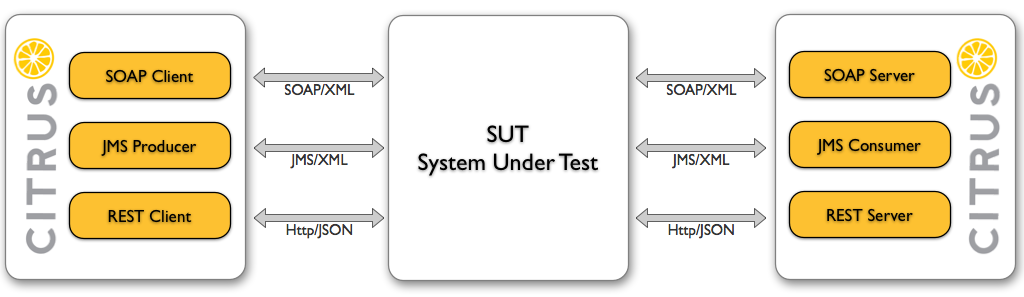 CITRUS
SOAP Client
JMS Producer
REST Client
SOAP/XML
JMS/XML
Http/JSON
SUT
System Under Test
SOAP/XML
JMS/XML
Http/JSON
SOAP Server
JMS Consumer
REST Server
CITRUS